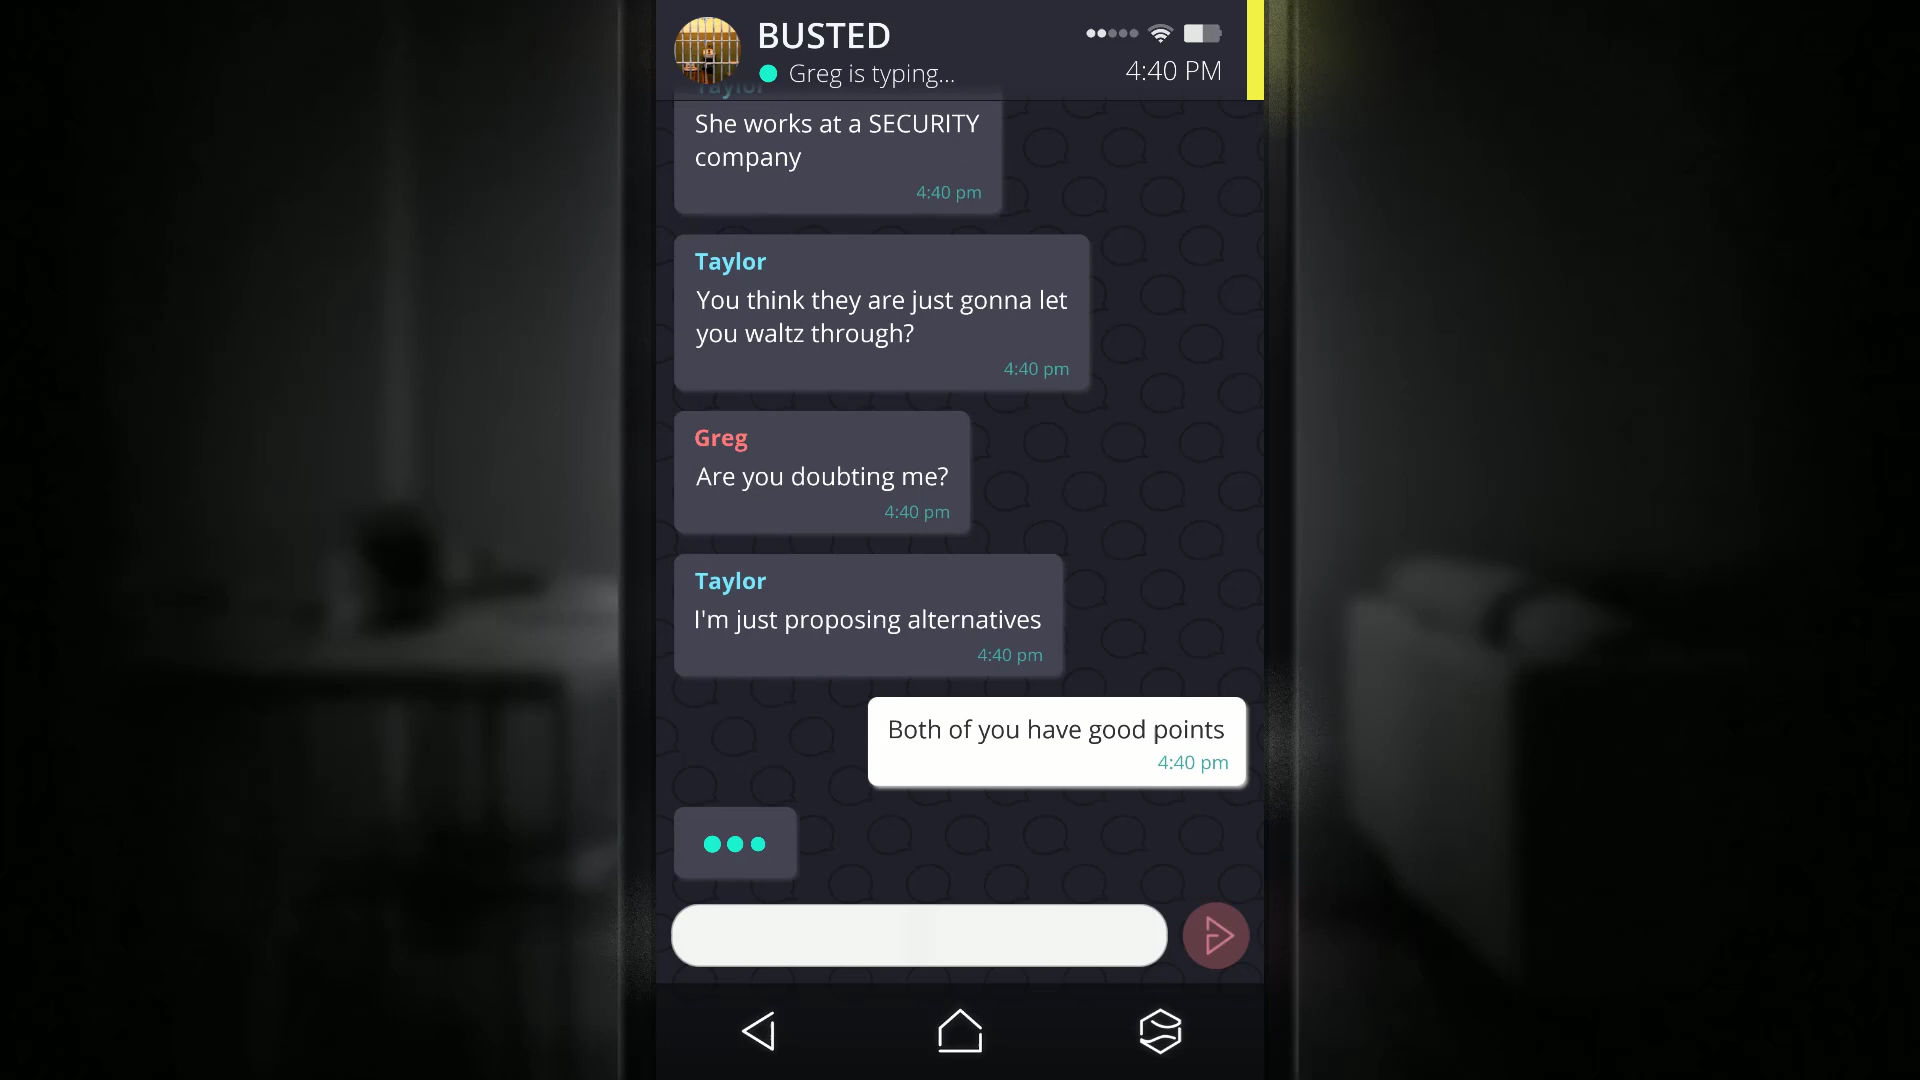 BUSTED
Greg is typing...
4:40 PM
Taylor
She works at a SECURITY
company
4:40 pm
Taylor
You think they are just gonna let
you waltz through?
4:40 pm
Greg
Are you doubting me?
4:40 pm
Taylor
I'm just proposing alternatives
4:40 pm
Both of you have good points
4:40 pm